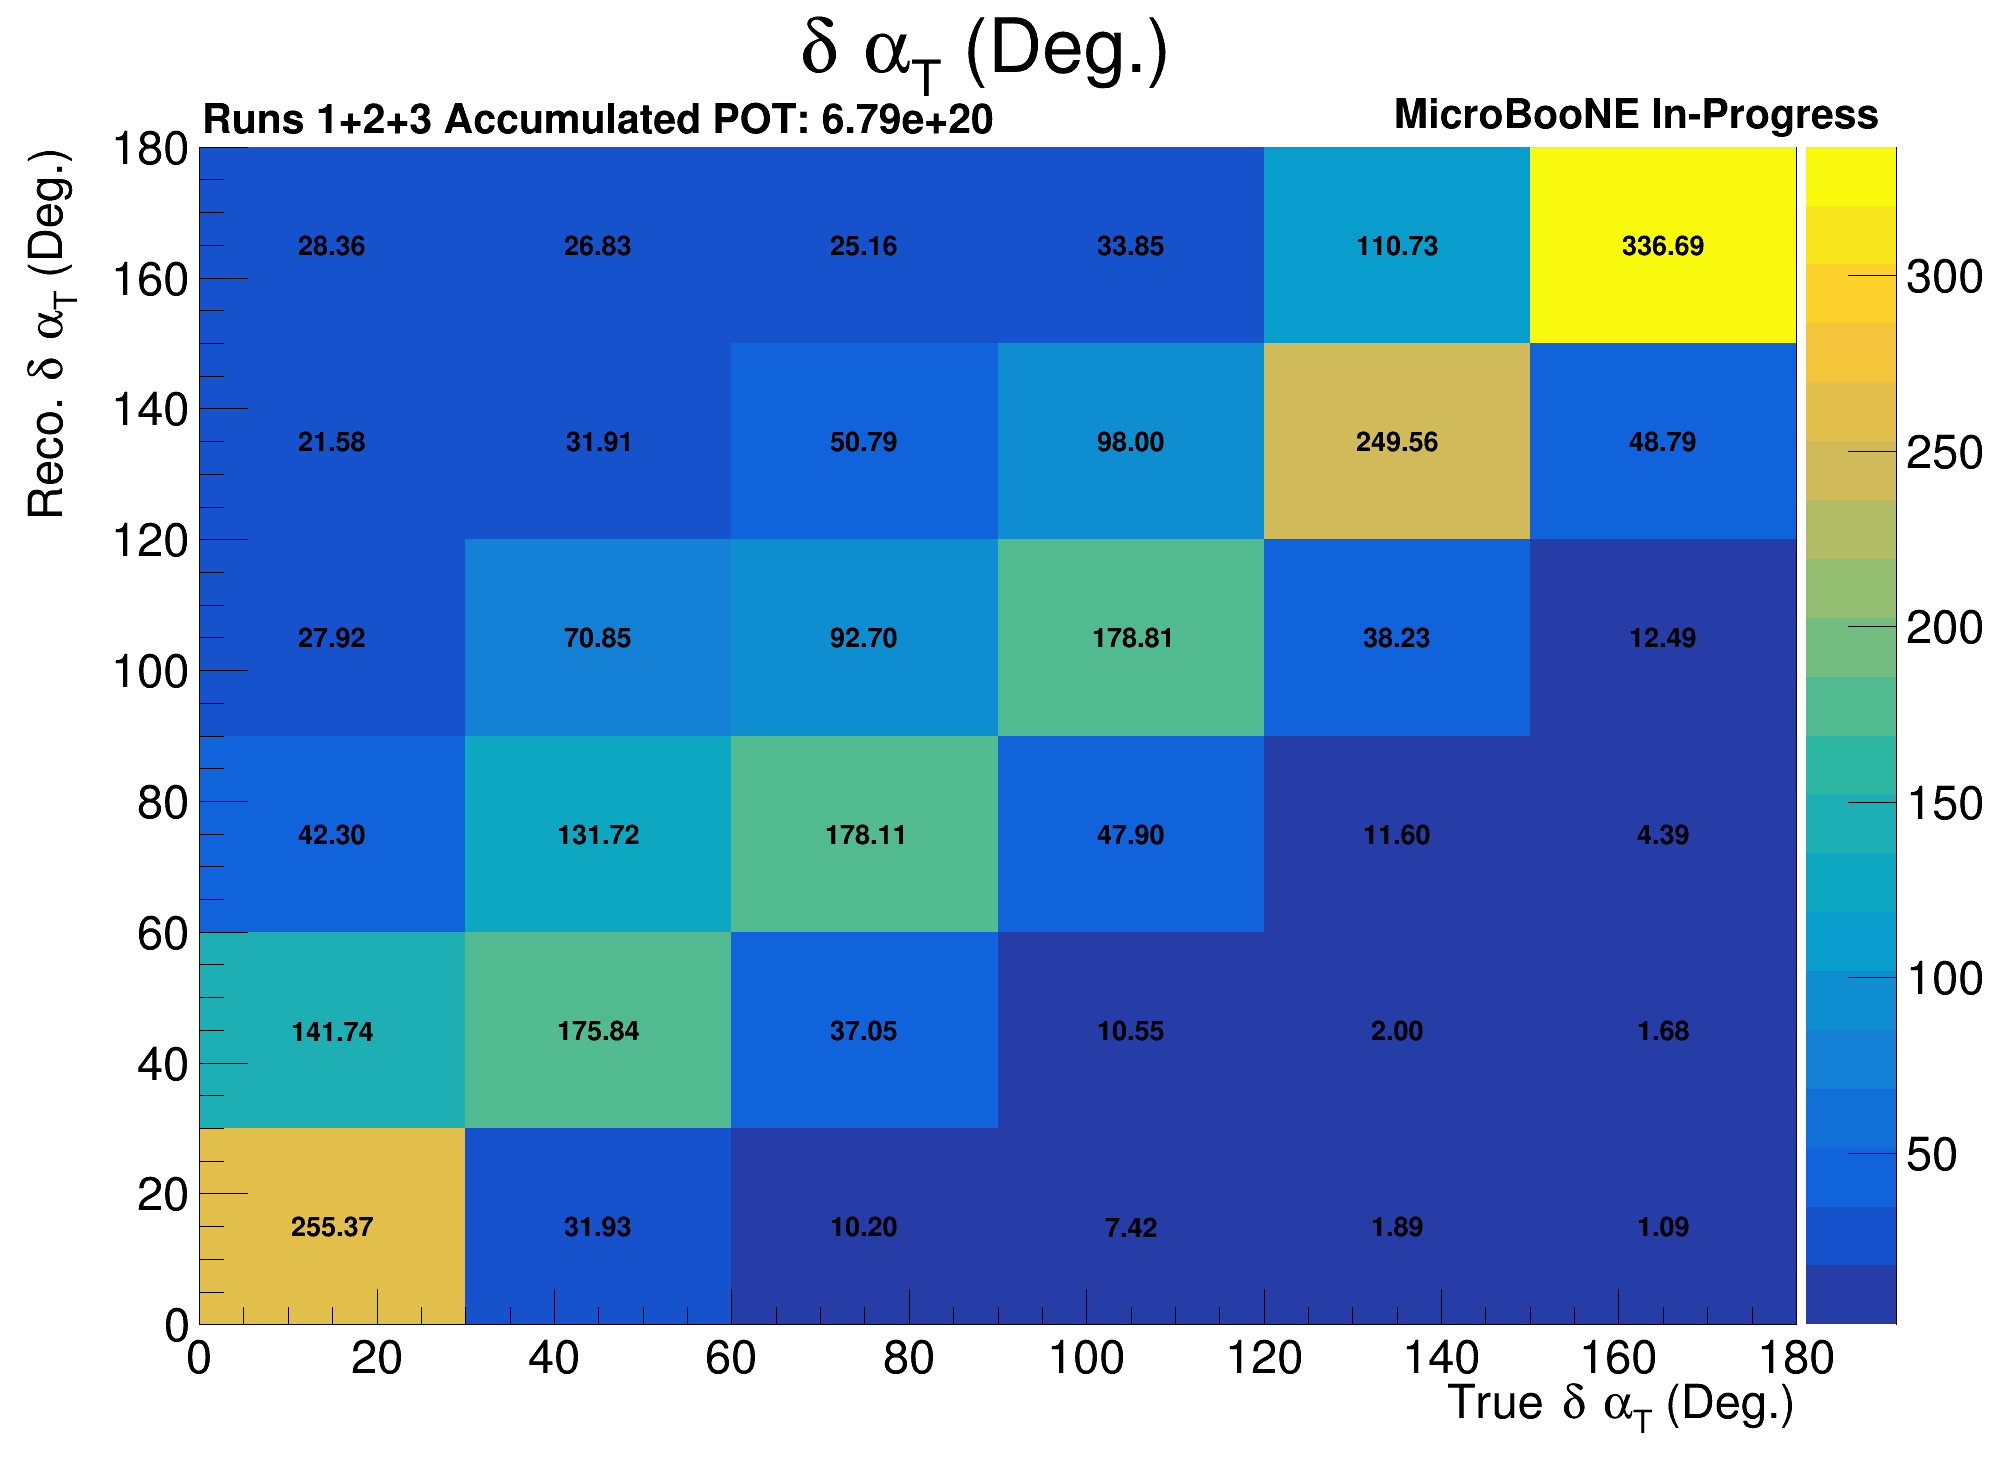 δ α_T (Deg.)
Runs 1+2+3 Accumulated POT: 6.79e+20
MicroBooNE In-Progress
Reco. δ α_T (Deg.)
180
160
140
120
100
80
60
40
20
0
28.36 26.83 25.16 33.85 110.73 336.69
21.58 31.91 50.79 98.00 249.56 48.79
27.92 70.85 92.70 178.81 38.23 12.49
42.30 131.72 178.11 47.90 11.60 4.39
141.74 175.84 37.05 10.55 2.00 1.68
255.37 31.93 10.20 7.42 1.89 1.09
300
250
200
150
100
50
0 20 40 60 80 100 120 140 160 180
True δ α_T (Deg.)